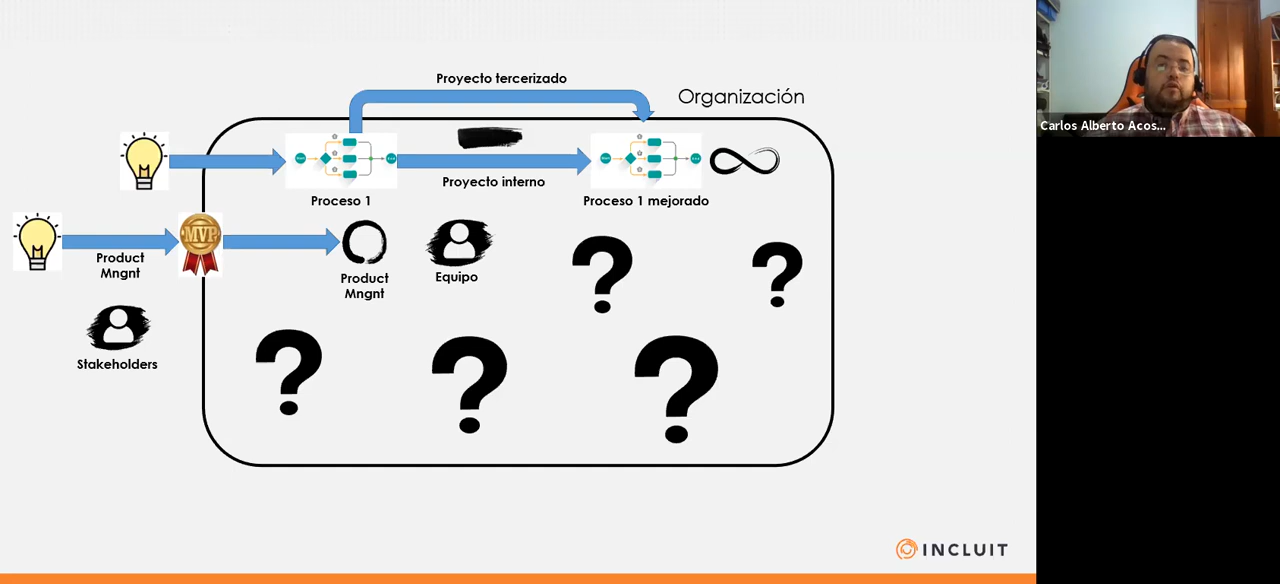 Proyecto tercerizado
Organización
Carlos Alberto Acos...
Proyecto interno
Proceso 1
Proceso 1 mejorado
MVP
Product
Mngnt
Product
Mngnt
Equipo
?
?
Stakeholders
?
?
?
INCLUIT